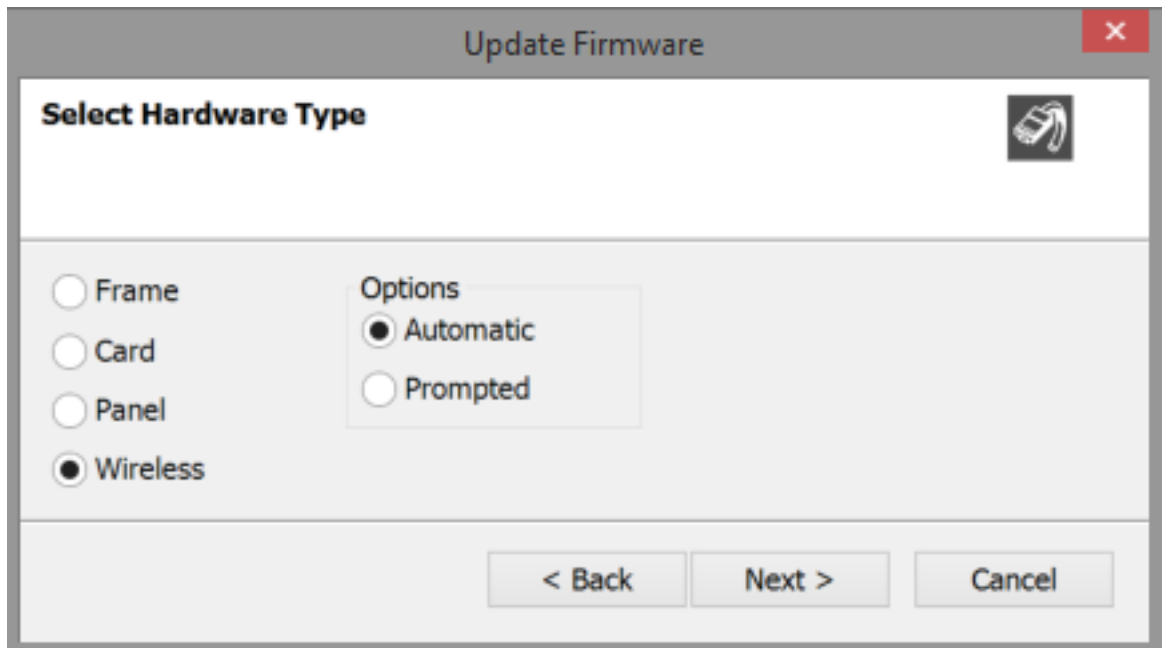 Update Firmware
Select Hardware Type
Frame
Card
Panel
Wireless
Options
Automatic
Prompted
< Back
Next >
Cancel